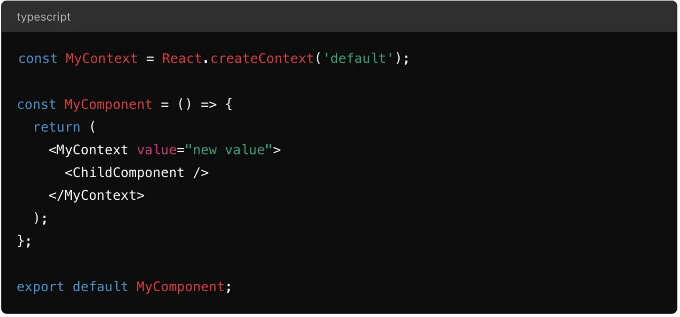 typescript
const MyContext = React.createContext('default');
const MyComponent = () => {
  return (
    <MyContext value="new value">
      <ChildComponent />
    </MyContext>
  );
};
export default MyComponent;